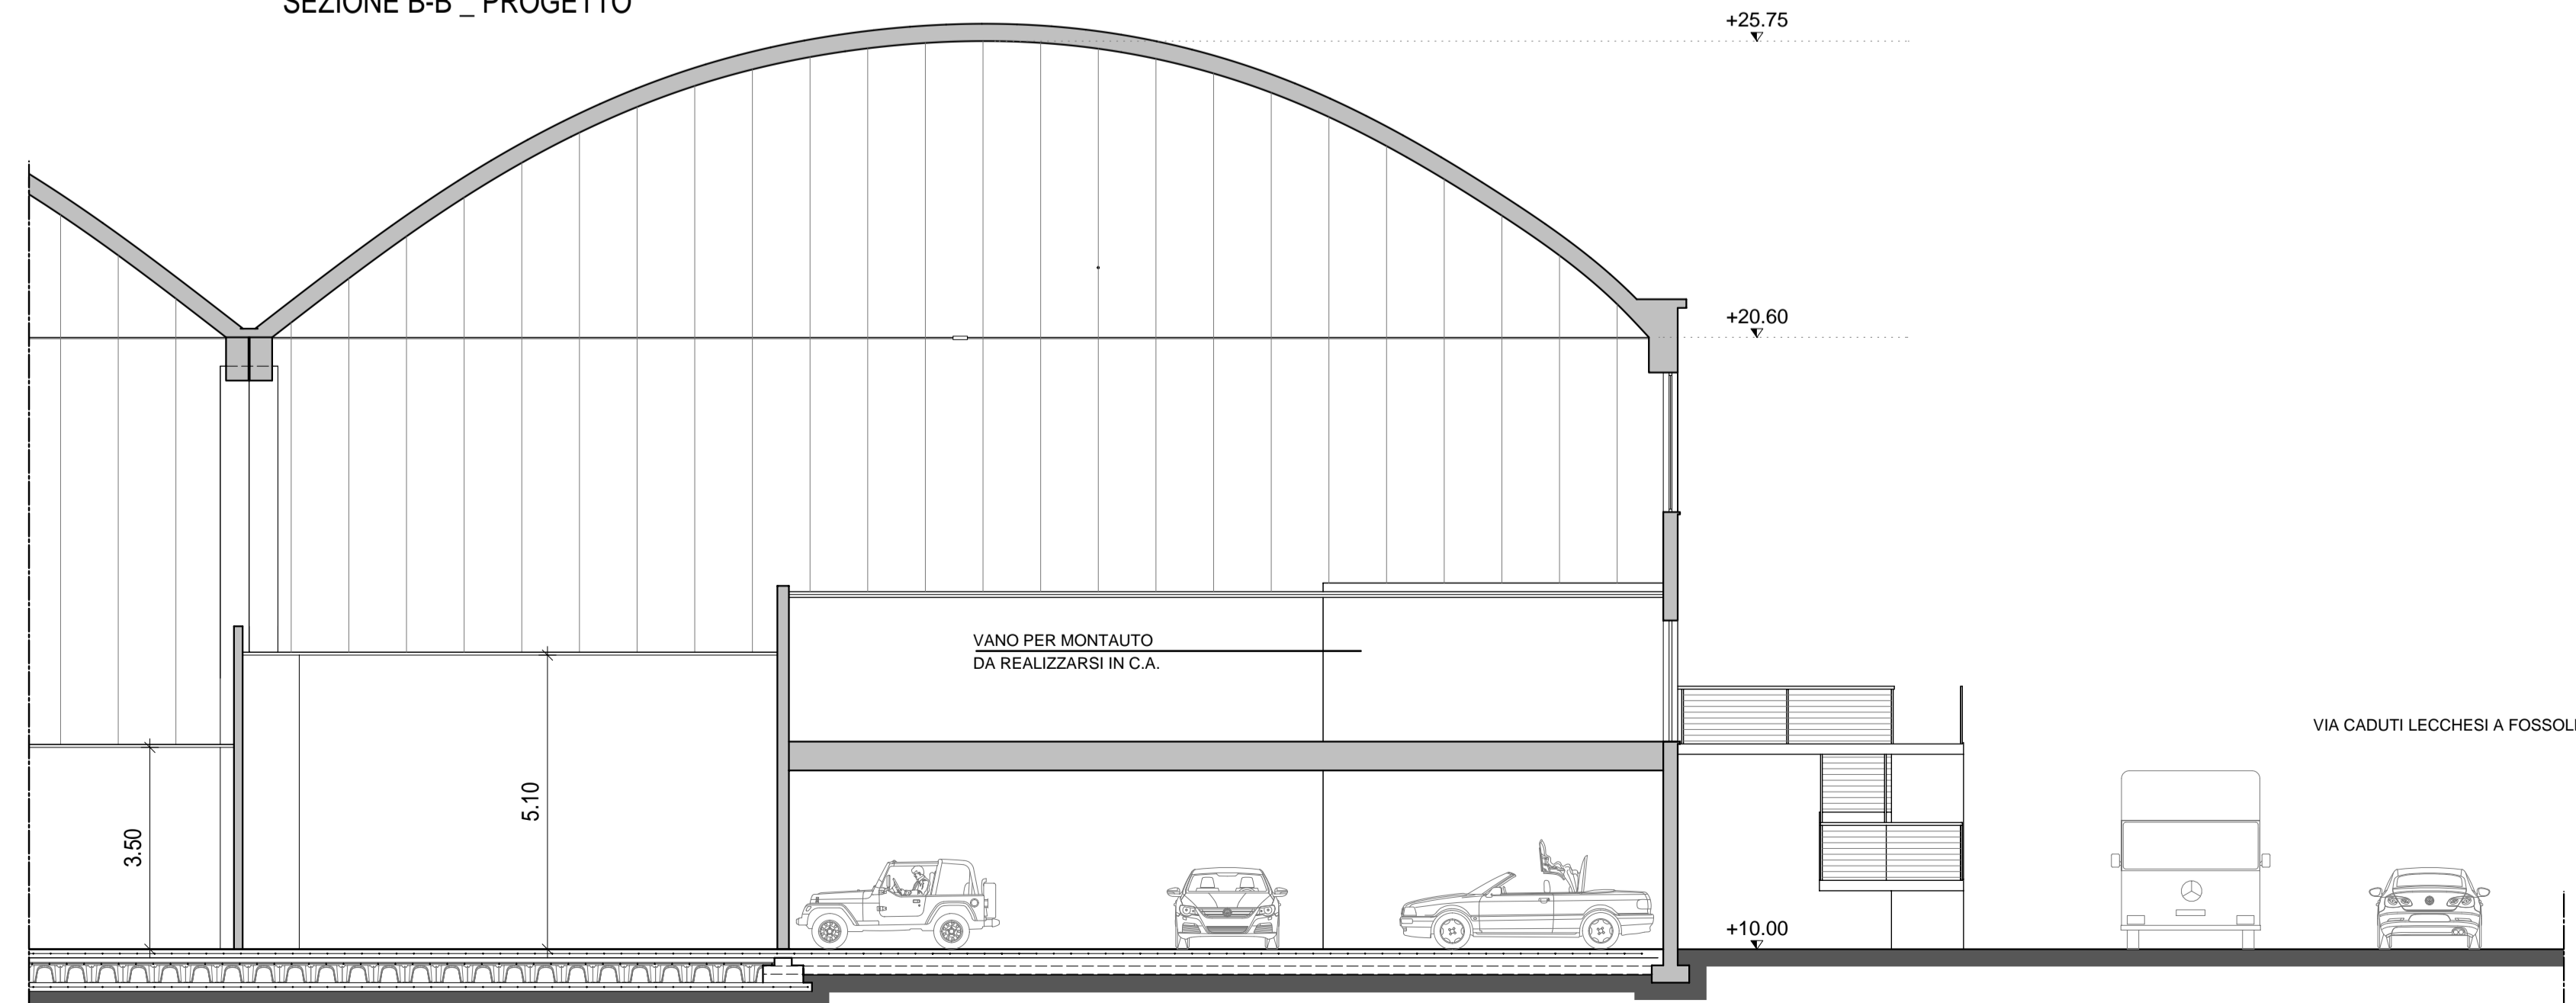 SEZIONE B-B _ PROGETTO
+25.75
+20.60
VANO PER MONTAUTO
DA REALIZZARSI IN C.A.
VIA CADUTI LECCHESI A FOSSOLI
5.10
3.50
+10.00